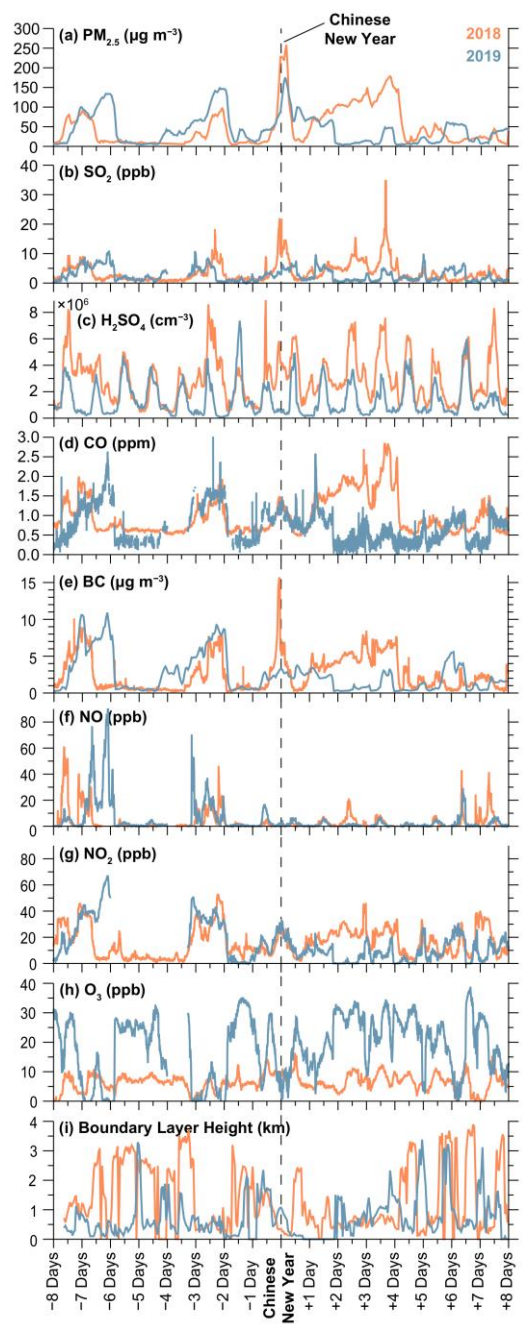 Chinese
New Year
2018
2019
(a) PM2.5 (µg m−3)
300
250
200
150
100
50
0
(b) SO2 (ppb)
40
30
20
10
0
×10⁶
(c) H2SO4 (cm−3)
8
6
4
2
0
(d) CO (ppm)
3.0
2.5
2.0
1.5
1.0
0.5
0.0
(e) BC (µg m−3)
15
10
5
0
(f) NO (ppb)
80
60
40
20
0
(g) NO2 (ppb)
80
60
40
20
0
(h) O3 (ppb)
40
30
20
10
0
(i) Boundary Layer Height (km)
4
3
2
1
0
−8 Days
−7 Days
−6 Days
−5 Days
−4 Days
−3 Days
−2 Days
−1 Day
Chinese
New Year
+1 Day
+2 Days
+3 Days
+4 Days
+5 Days
+6 Days
+7 Days
+8 Days